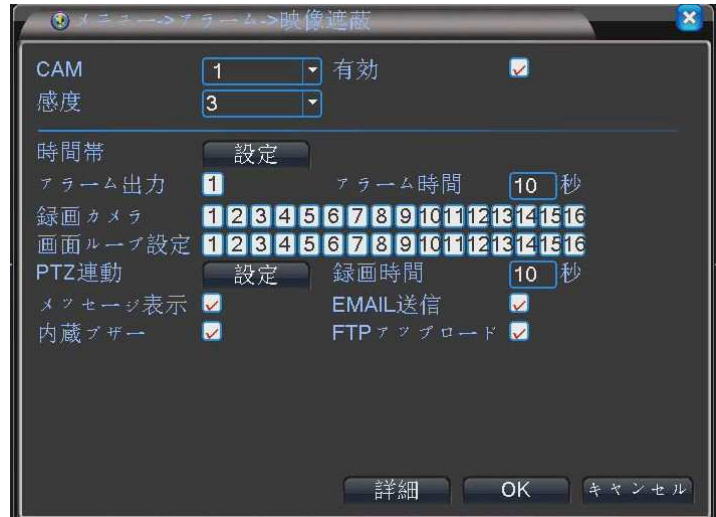 メニュー->アラーム->映像遮蔽
CAM 1 有効
感度 3
時間帯 設定
アラーム出力 1 アラーム時間 10 秒
録画カメラ 1 2 3 4 5 6 7 8 9 10 11 12 13 14 15 16
画面ループ設定 1 2 3 4 5 6 7 8 9 10 11 12 13 14 15 16
PTZ連動 設定 録画時間 10 秒
メッセージ表示 EMAIL送信
内蔵ブザー FTPアップロード
詳細 OK キャンセル